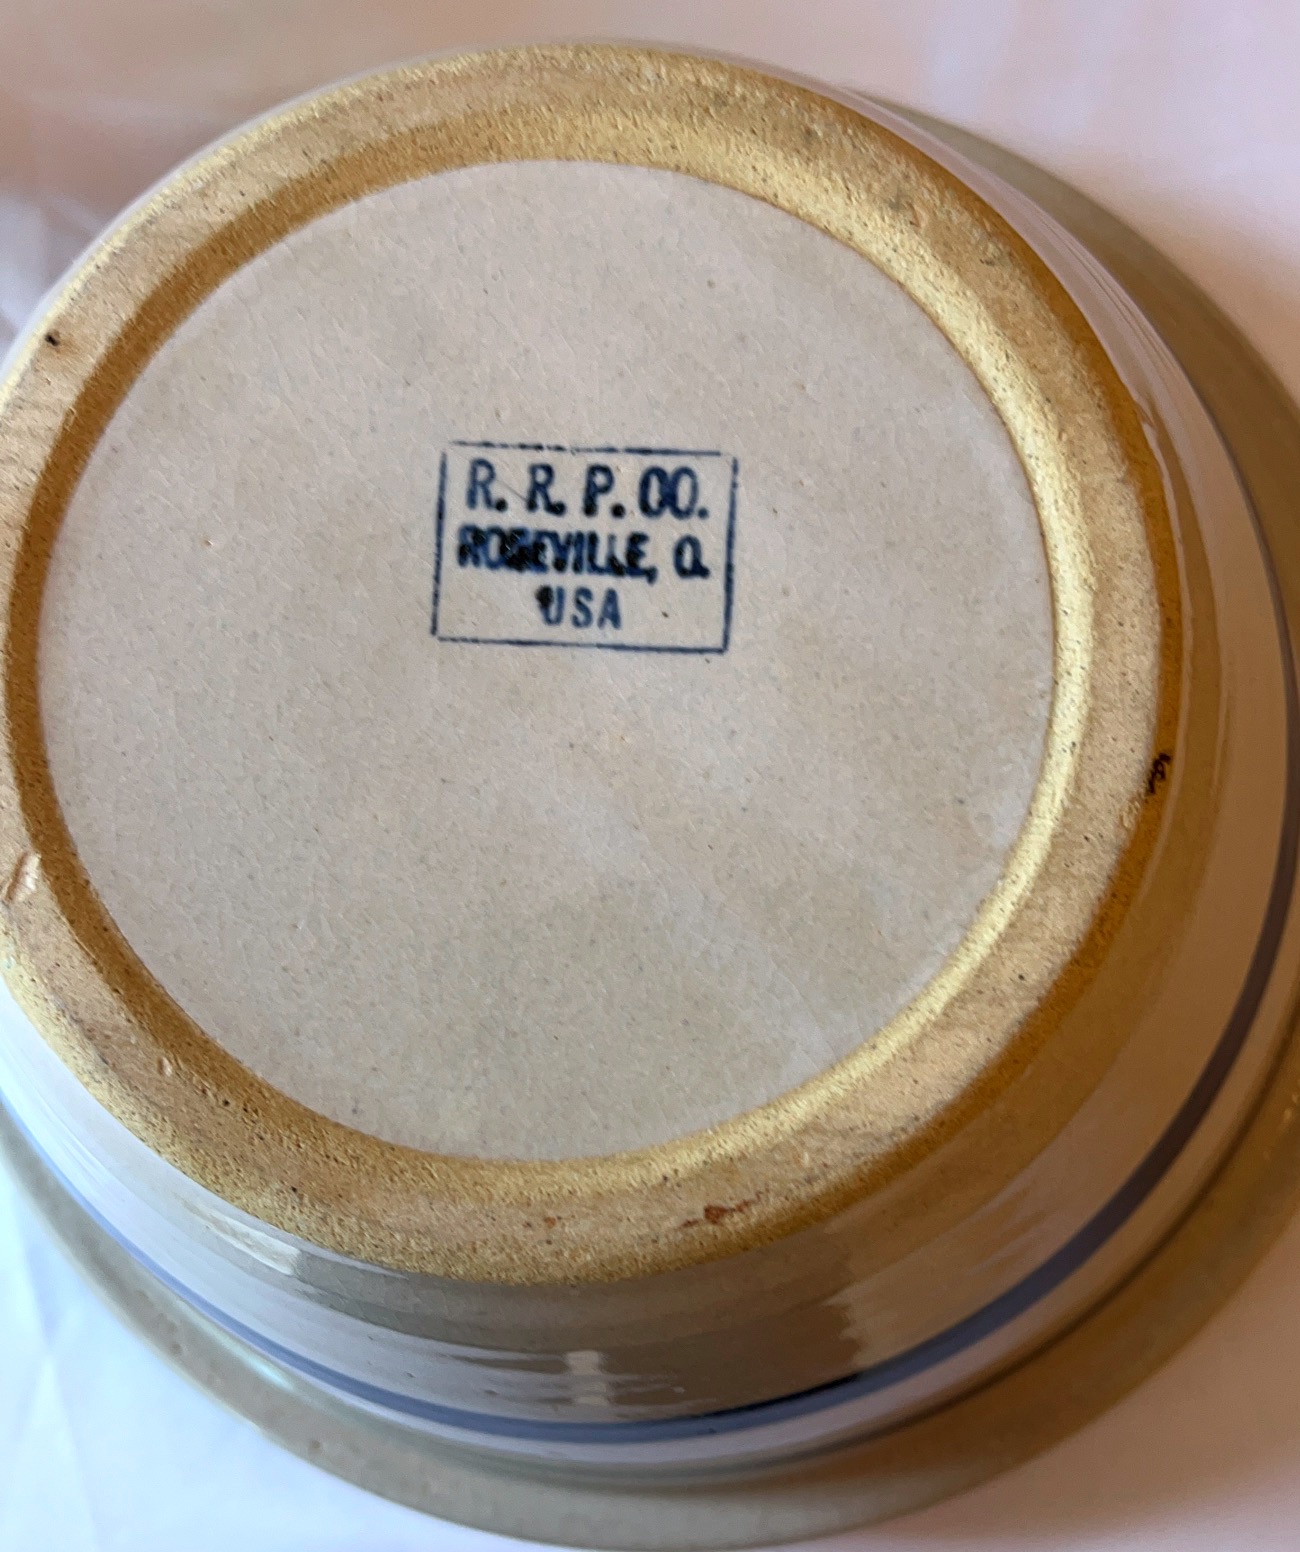 R. R. P. CO.
ROSEVILLE, O.
USA